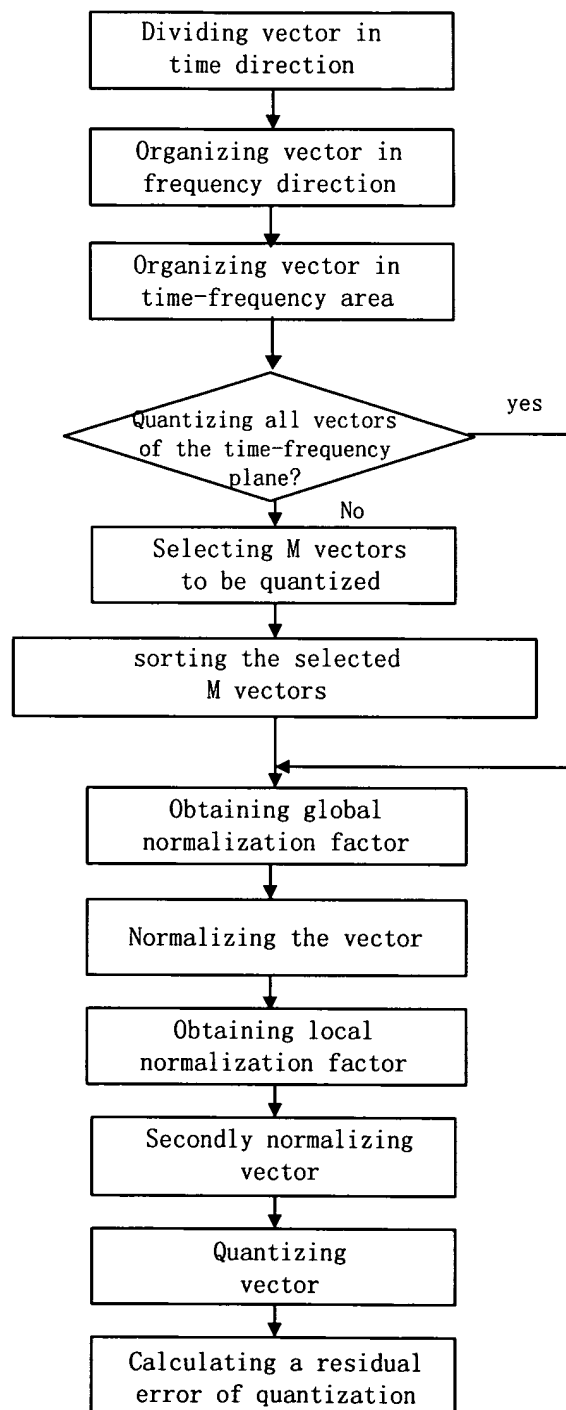 Dividing vector in
time direction
Organizing vector in
frequency direction
Organizing vector in
time-frequency area
Quantizing all vectors
of the time-frequency
plane?
yes
No
Selecting M vectors
to be quantized
sorting the selected
M vectors
Obtaining global
normalization factor
Normalizing the vector
Obtaining local
normalization factor
Secondly normalizing
vector
Quantizing
vector
Calculating a residual
error of quantization